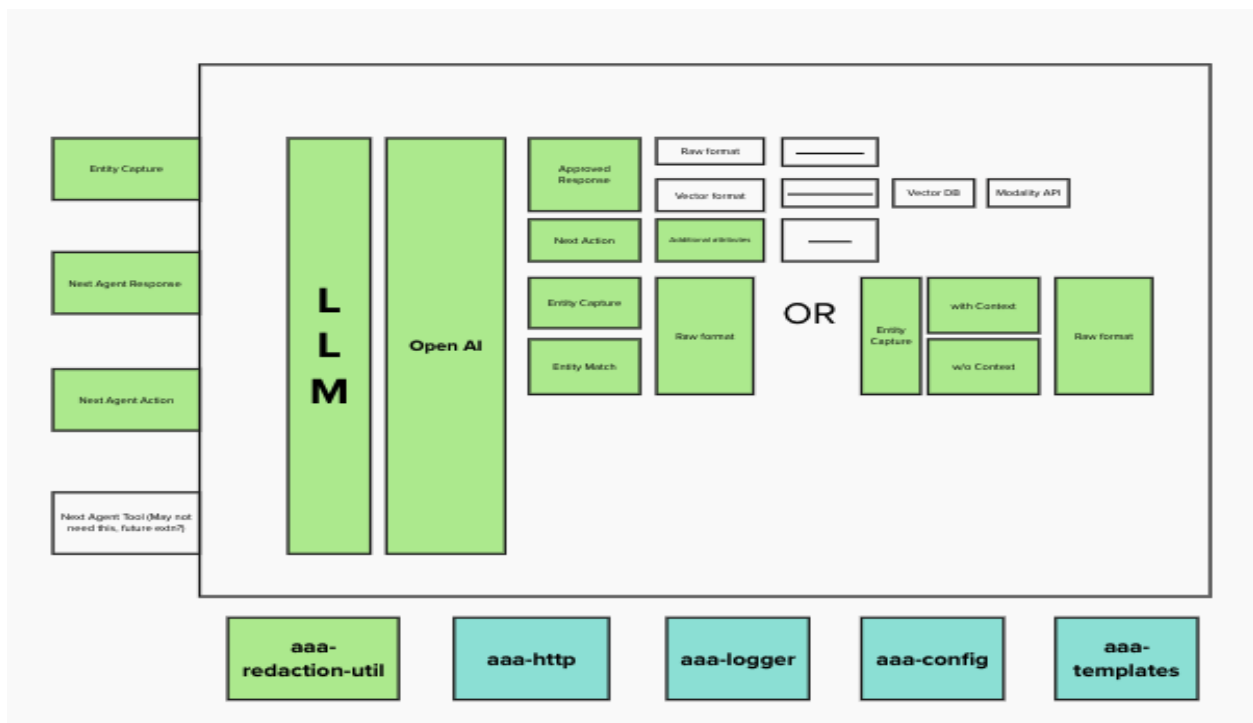 Entity Capture
Next Agent Response
Next Agent Action
Next Agent Tool (May not
need this, future extn?)
L
L
M
Open AI
Approved
Response
Raw format
Vector format
Vector DB
Modality API
Next Action
Additional attributes
Entity Capture
Entity Match
Raw format
OR
Entity
Capture
with Context
w/o Context
Raw format
aaa-
redaction-util
aaa-http
aaa-logger
aaa-config
aaa-
templates